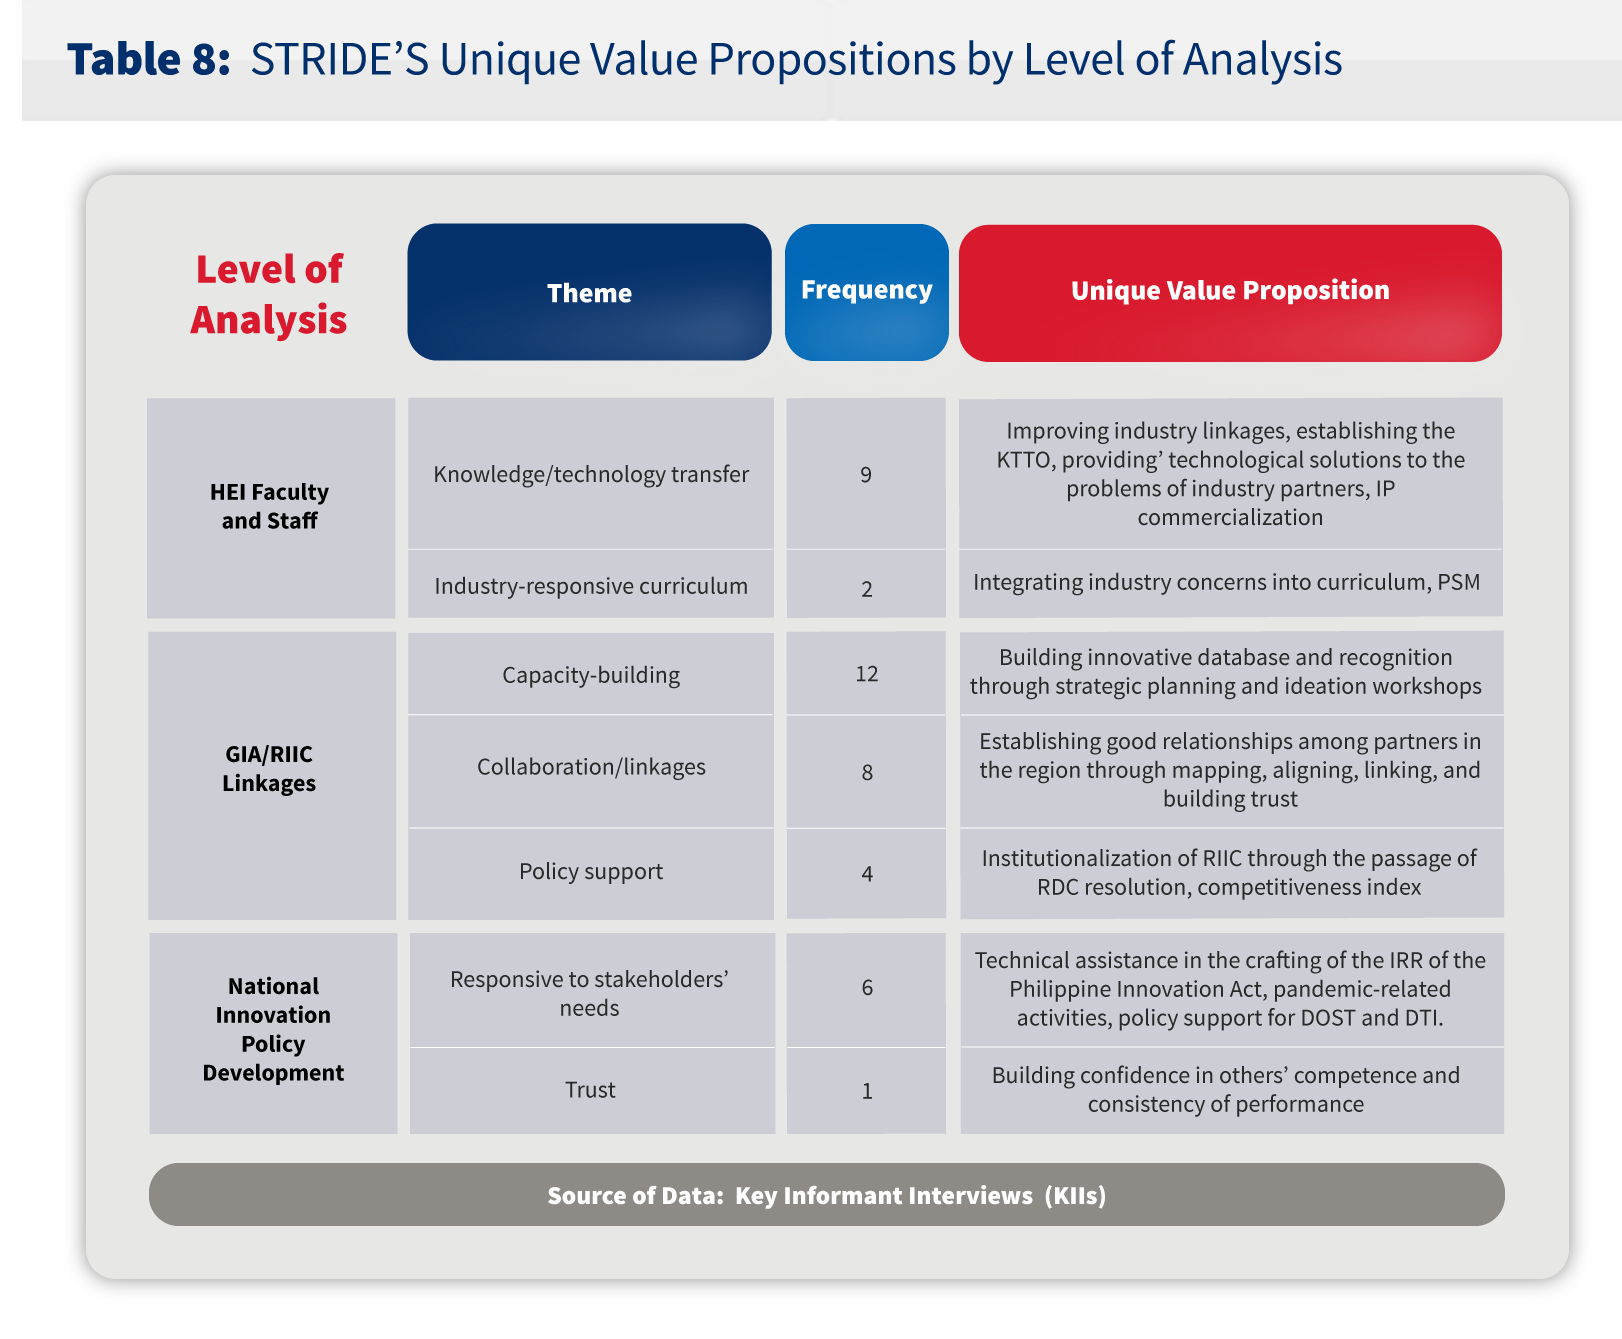 Table 8: STRIDE’S Unique Value Propositions by Level of Analysis
Level of
Analysis
Theme
Frequency
Unique Value Proposition
HEI Faculty
and Staff
Knowledge/technology transfer
9
Improving industry linkages, establishing the
KTTO, providing’ technological solutions to the
problems of industry partners, IP
commercialization
Industry-responsive curriculum
2
Integrating industry concerns into curriculum, PSM
GIA/RIIC
Linkages
Capacity-building
12
Building innovative database and recognition
through strategic planning and ideation workshops
Collaboration/linkages
8
Establishing good relationships among partners in
the region through mapping, aligning, linking, and
building trust
Policy support
4
Institutionalization of RIIC through the passage of
RDC resolution, competitiveness index
National
Innovation
Policy
Development
Responsive to stakeholders’
needs
6
Technical assistance in the crafting of the IRR of the
Philippine Innovation Act, pandemic-related
activities, policy support for DOST and DTI.
Trust
1
Building confidence in others’ competence and
consistency of performance
Source of Data: Key Informant Interviews (KIIs)